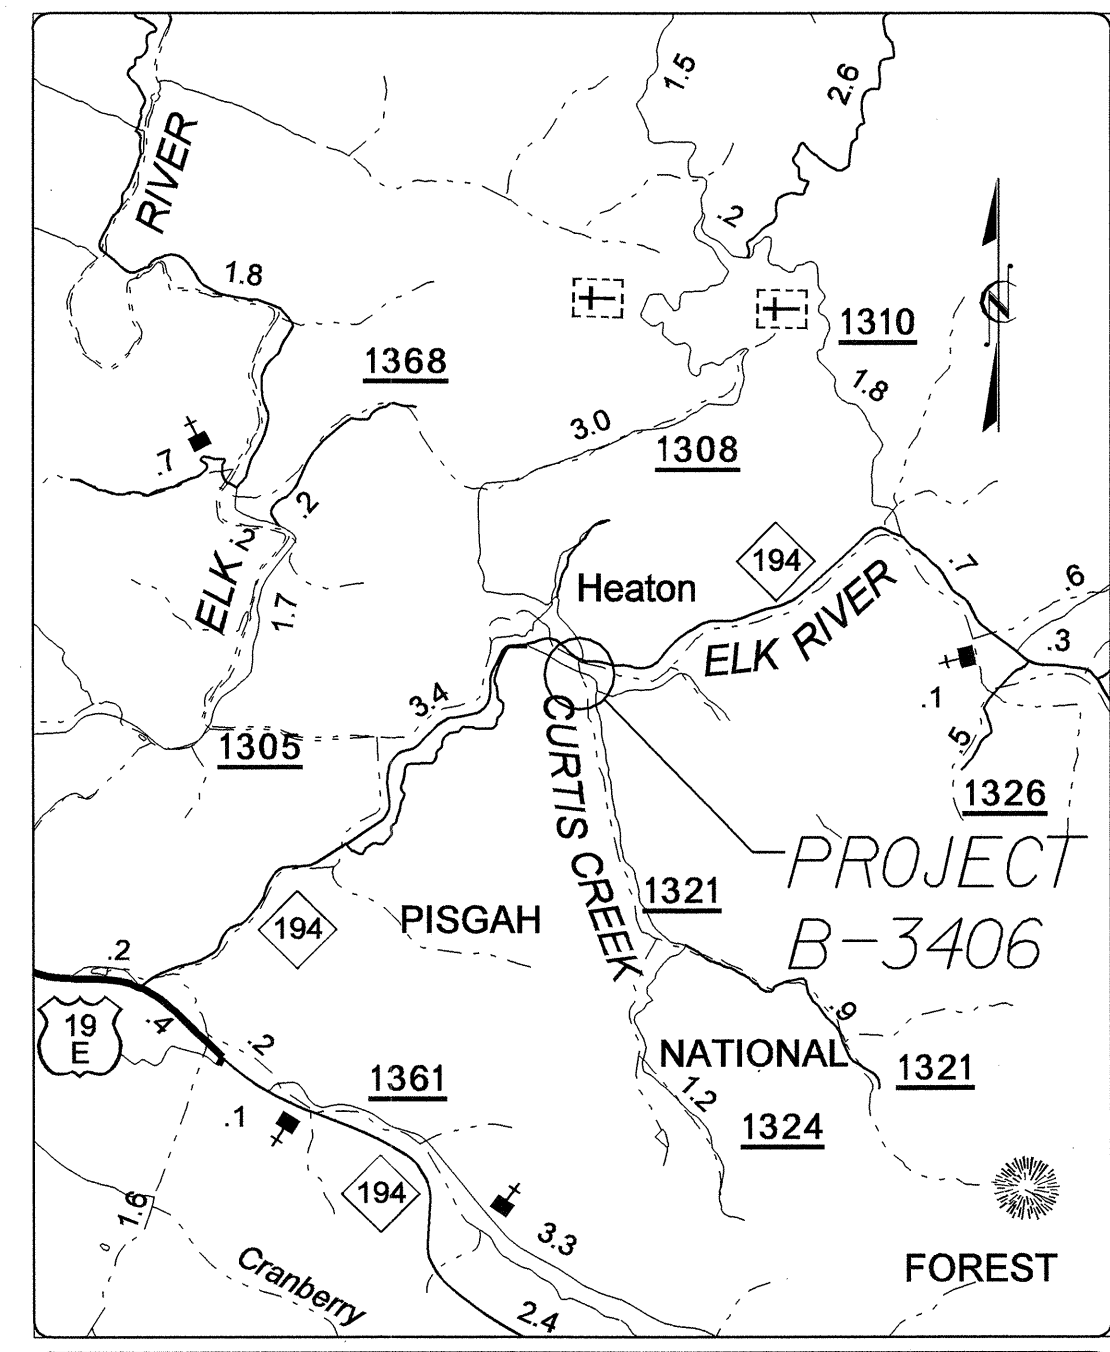 1.5
2.6
RIVER
.2
1.8
N
1310
1368
1.8
3.0
1308
.7
.2
.2
194
ELK
Heaton
.7
.6
1.7
ELK RIVER
.3
3.4
.1
1305
.5
1326
CURTIS CREEK
PROJECT
B-3406
1321
194
PISGAH
.2
19
E
.4
.2
.9
NATIONAL
1321
1361
1.2
.1
1324
194
1.6
3.3
Cranberry
FOREST
2.4